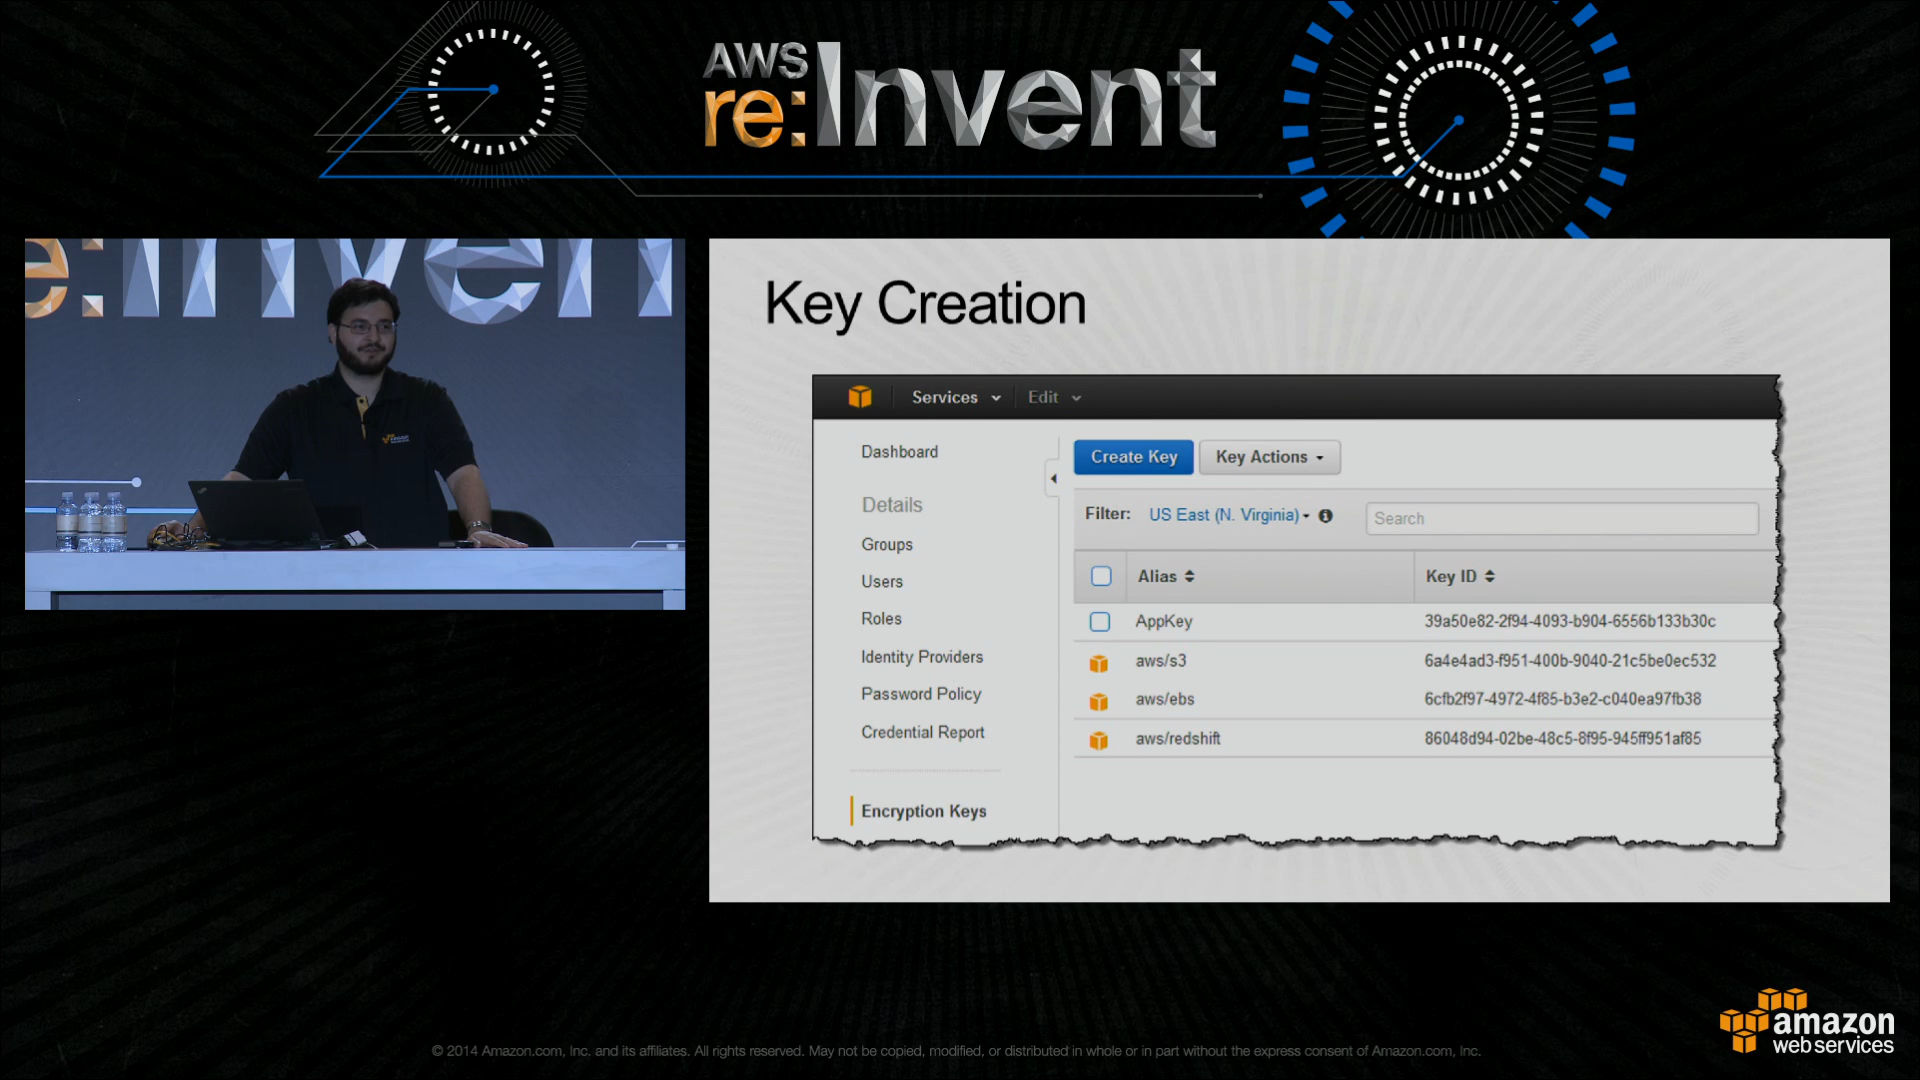 AWS
re:Invent
e:Inven
Key Creation
Services Edit
Dashboard
Details
Groups
Users
Roles
Identity Providers
Password Policy
Credential Report
Encryption Keys
Create Key Key Actions
Filter: US East (N. Virginia) Search
Alias Key ID
AppKey 39a50e82-2f94-4093-b904-6556b133b30c
aws/s3 6a4e4ad3-f951-400b-9040-21c5be0ec532
aws/ebs 6cfb2f97-4972-4f85-b3e2-c040ea97fb38
aws/redshift 86048d94-02be-48c5-8f95-945ff951af85
amazon
web services
© 2014 Amazon.com, Inc. and its affiliates. All rights reserved. May not be copied, modified, or distributed in whole or in part without the express consent of Amazon.com, Inc.